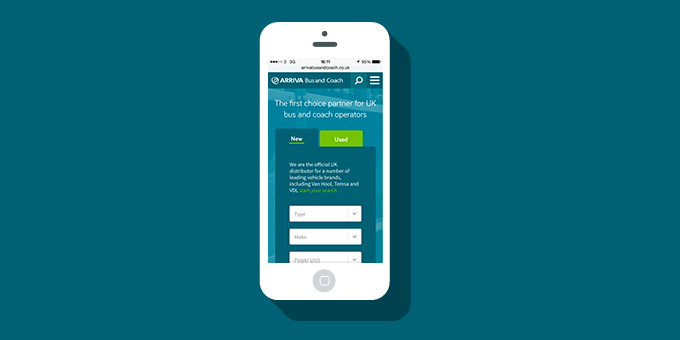 3 3G 16:11 90%
arrivabusandcoach.co.uk
ARRIVA Bus and Coach
The first choice partner for UK
bus and coach operators
New Used
We are the official UK
distributor for a number of
leading vehicle brands,
including Van Hool, Temsa and
VDL start your search...
Type
Make
Power Unit